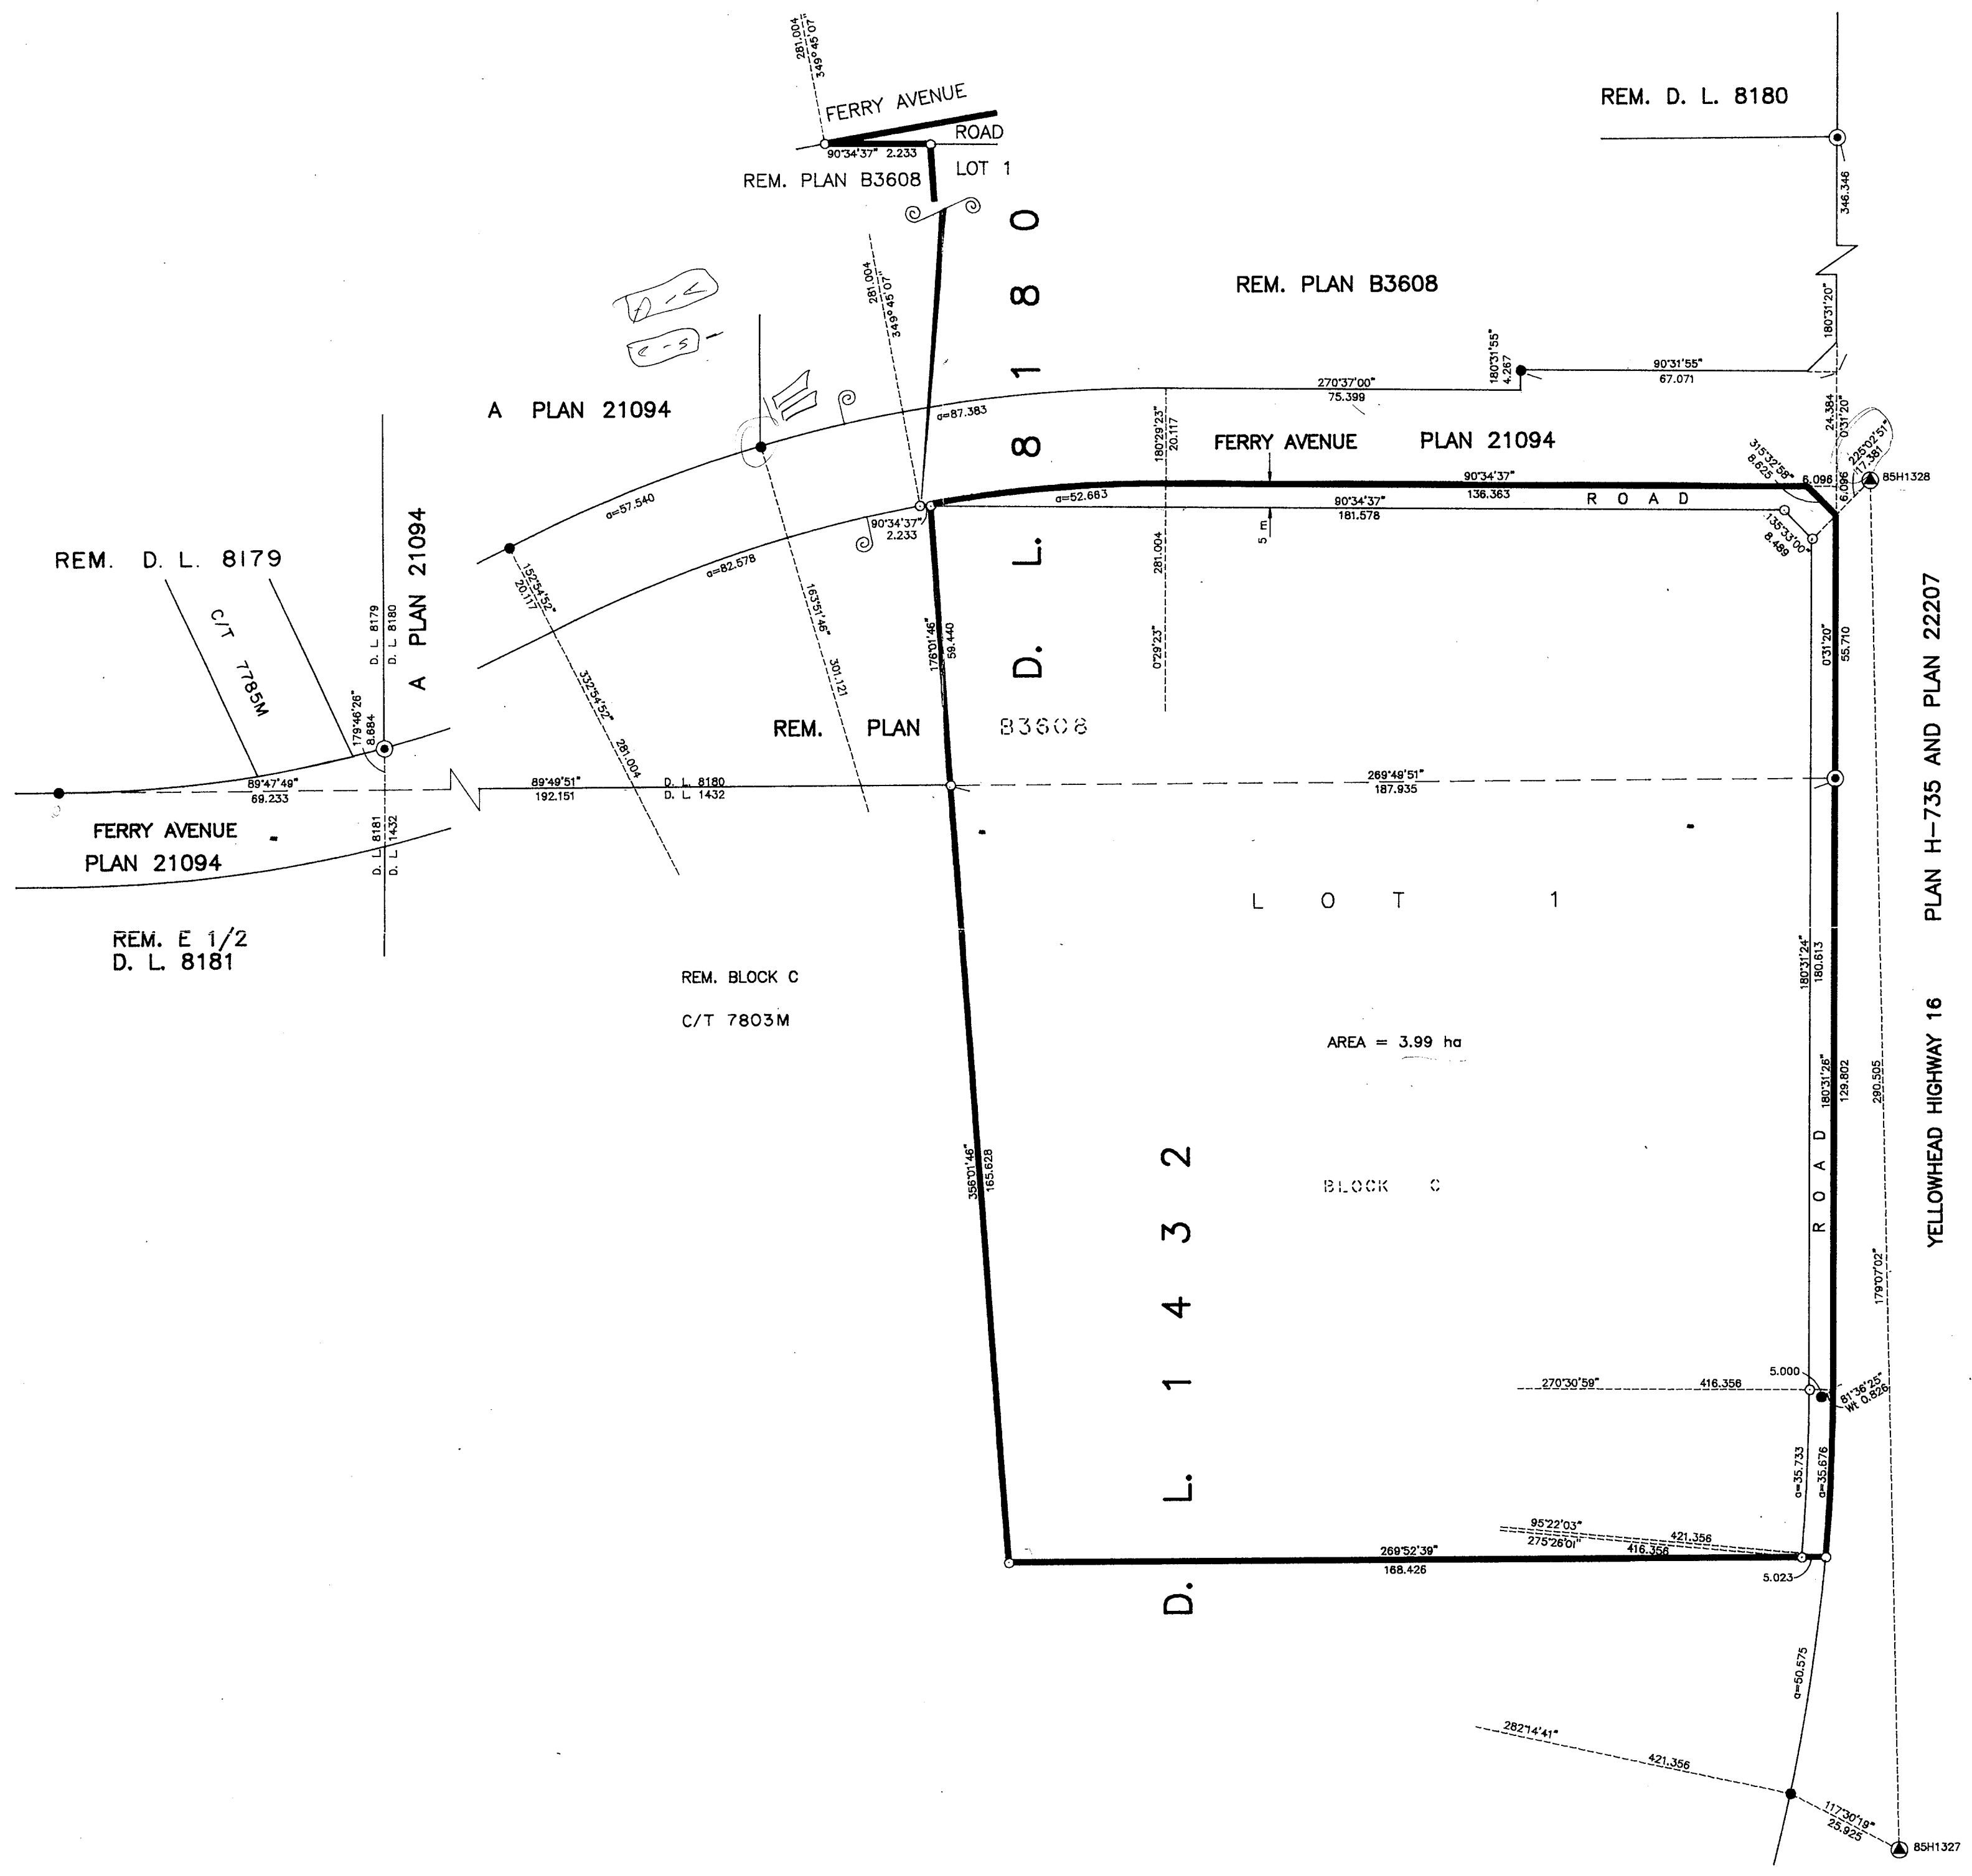 281.004
349°45'07"
FERRY AVENUE
ROAD
90°34'37" 2.233
LOT 1
REM. PLAN B3608
REM. D. L. 8180
346.346
180°31'20"
REM. PLAN B3608
281.004
349°45'07"
D. L. 8180
180°31'55"
4.267
90°31'55"
67.071
270°37'00"
75.399
A PLAN 21094
a=87.383
180°29'23"
20.117
FERRY AVENUE PLAN 21094
24.384
0°31'20"
315°32'58"
8.625
225°02'51"
17.381
6.096
6.096
85H1328
90°34'37"
136.363
a=52.663
90°34'37"
181.578
ROAD
5 m
135°33'00"
8.489
a=57.540
90°34'37"
2.233
a=82.578
281.004
0°29'23"
REM. D. L. 8179
A PLAN 21094
C/T 7785M
D. L. 8179
D. L. 8180
152°54'52"
20.117
332°54'52"
281.004
163°51'46"
301.121
176°01'46"
59.440
0°31'20"
55.710
179°46'26"
8.684
REM. PLAN B3608
89°47'49"
69.233
89°49'51"
192.151
D. L. 8180
D. L. 1432
269°49'51"
187.935
FERRY AVENUE
PLAN 21094
D. L. 8181
D. L. 1432
REM. E 1/2
D. L. 8181
LOT 1
REM. BLOCK C
C/T 7803M
AREA = 3.99 ha
180°31'24"
180.613
180°31'26"
129.802
ROAD
290.505
179°07'02"
YELLOWHEAD HIGHWAY 16 PLAN H-735 AND PLAN 22207
356°01'46"
165.628
D. L. 1432
BLOCK C
5.000
270°30'59" 416.356
81°36'25"
Wt 0.826
a=35.733
a=35.676
95°22'03" 421.356
275°26'01" 416.356
269°52'39"
168.426
5.023
a=50.575
282°14'41"
421.356
117°30'19"
25.925
85H1327